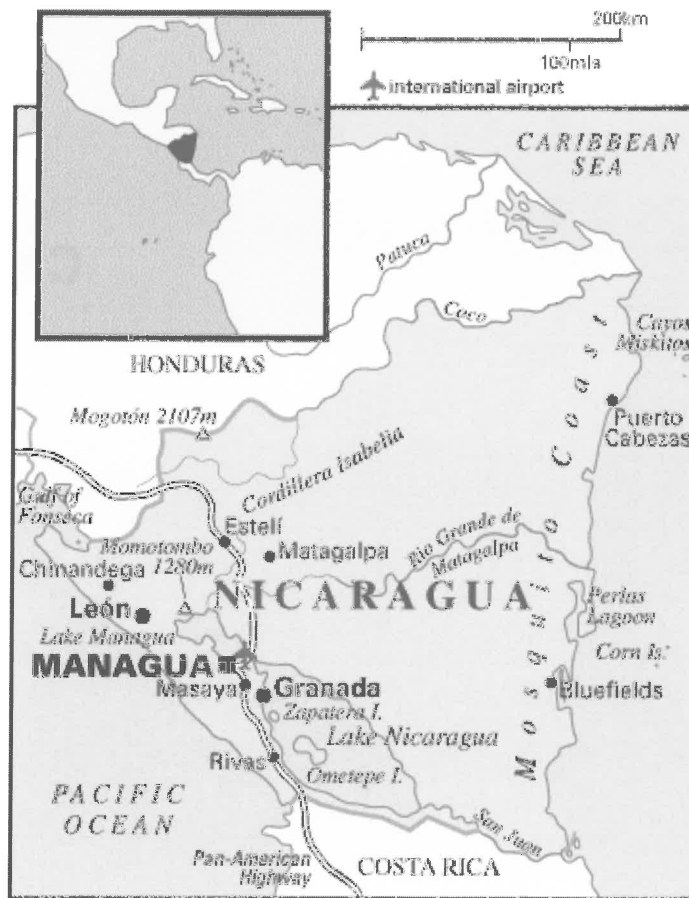 200km
100mls
international airport
CARIBBEAN
SEA
Patuca
Coco
Cayos
Miskitos
HONDURAS
Mogotón 2107m
Puerto
Cabezas
Cordillera Isabelia
Gulf of
Fonseca
Estelí
Momotombo
1280m
Matagalpa
Rio Grande de
Matagalpa
Chinandega
NICARAGUA
León
Perlas
Lagoon
Lake Managua
Corn Is.
MANAGUA
Masaya
Granada
Bluefields
Zapatera I.
Lake Nicaragua
Mosquito Coast
Rivas
Ometepe I.
PACIFIC
OCEAN
San Juan
Pan-American
Highway
COSTA RICA